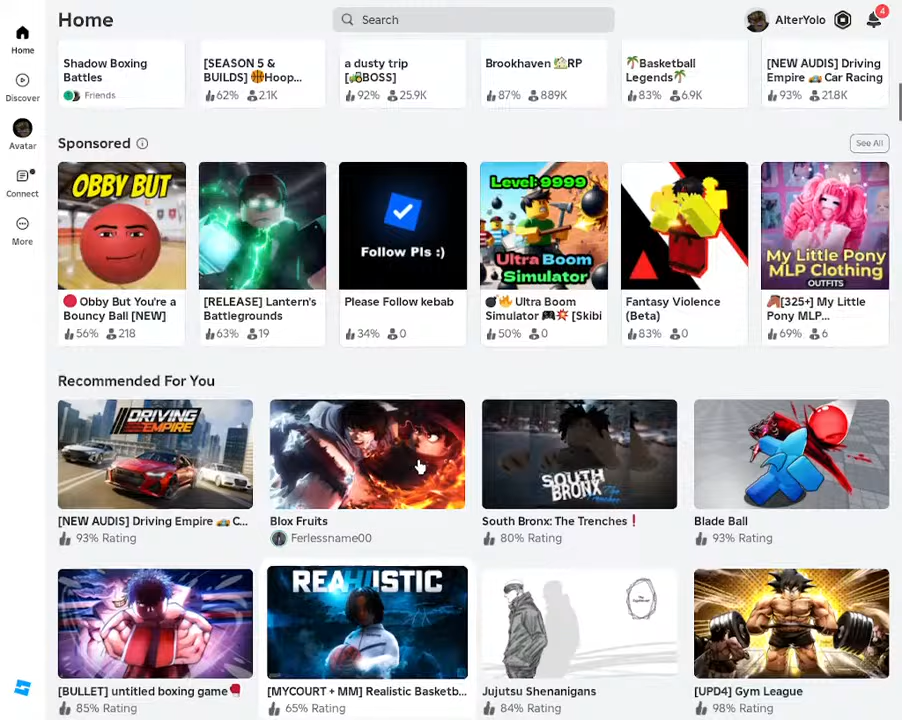 Home
Search
AlterYolo
4
Home
Discover
Avatar
Connect
More
Shadow Boxing
Battles
Friends
[SEASON 5 &
BUILDS] 🏀Hoop...
62% 2.1K
a dusty trip
[🚜BOSS]
92% 25.9K
Brookhaven 🏡RP
87% 889K
🌴Basketball
Legends🌴
83% 6.9K
[NEW AUDIS] Driving
Empire 🚕 Car Racing
93% 21.8K
Sponsored
See All
OBBY BUT
Follow Pls :)
Level: 9999
Ultra Boom
Simulator
My Little Pony
MLP Clothing
OUTFITS
🔴 Obby But You're a
Bouncy Ball [NEW]
56% 218
[RELEASE] Lantern's
Battlegrounds
63% 19
Please Follow kebab
34% 0
💣🔥 Ultra Boom
Simulator 🎮💥 [Skibi
50% 0
Fantasy Violence
(Beta)
83% 0
[325+] My Little
Pony MLP...
69% 6
Recommended For You
DRIVING
EMPIRE
SOUTH
BRONX
The Trenches
[NEW AUDIS] Driving Empire 🚕 C...
93% Rating
Blox Fruits
Ferlessname00
South Bronx: The Trenches❗
80% Rating
Blade Ball
93% Rating
REALISTIC
[BULLET] untitled boxing game🥊
85% Rating
[MYCOURT + MM] Realistic Basketb...
65% Rating
Jujutsu Shenanigans
84% Rating
[UPD4] Gym League
98% Rating